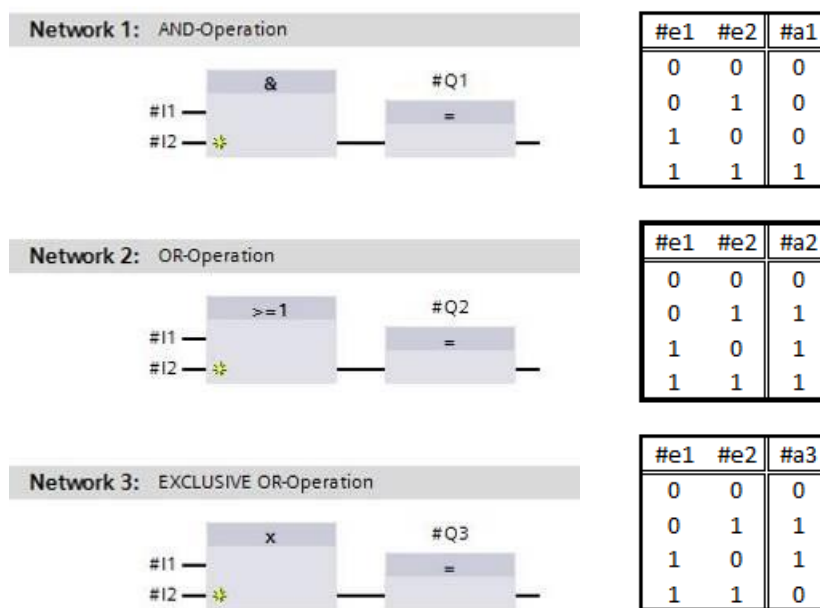 Network 1: AND-Operation
&
#Q1
#I1
=
#I2
#e1 #e2 #a1
0 0 0
0 1 0
1 0 0
1 1 1
Network 2: OR-Operation
>=1
#Q2
#I1
=
#I2
#e1 #e2 #a2
0 0 0
0 1 1
1 0 1
1 1 1
Network 3: EXCLUSIVE OR-Operation
x
#Q3
#I1
=
#I2
#e1 #e2 #a3
0 0 0
0 1 1
1 0 1
1 1 0